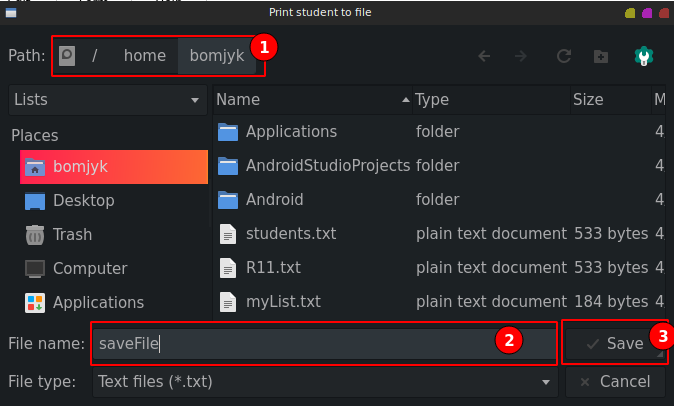 Print student to file
Path: / home bomjyk 1
Lists
Name Type Size M
Places
bomjyk
Desktop
Trash
Computer
Applications
Applications folder 4
AndroidStudioProjects folder 4
Android folder 4
students.txt plain text document 533 bytes 4
R11.txt plain text document 533 bytes 4
myList.txt plain text document 184 bytes 4
File name: saveFile 2 Save 3
File type: Text files (*.txt) Cancel